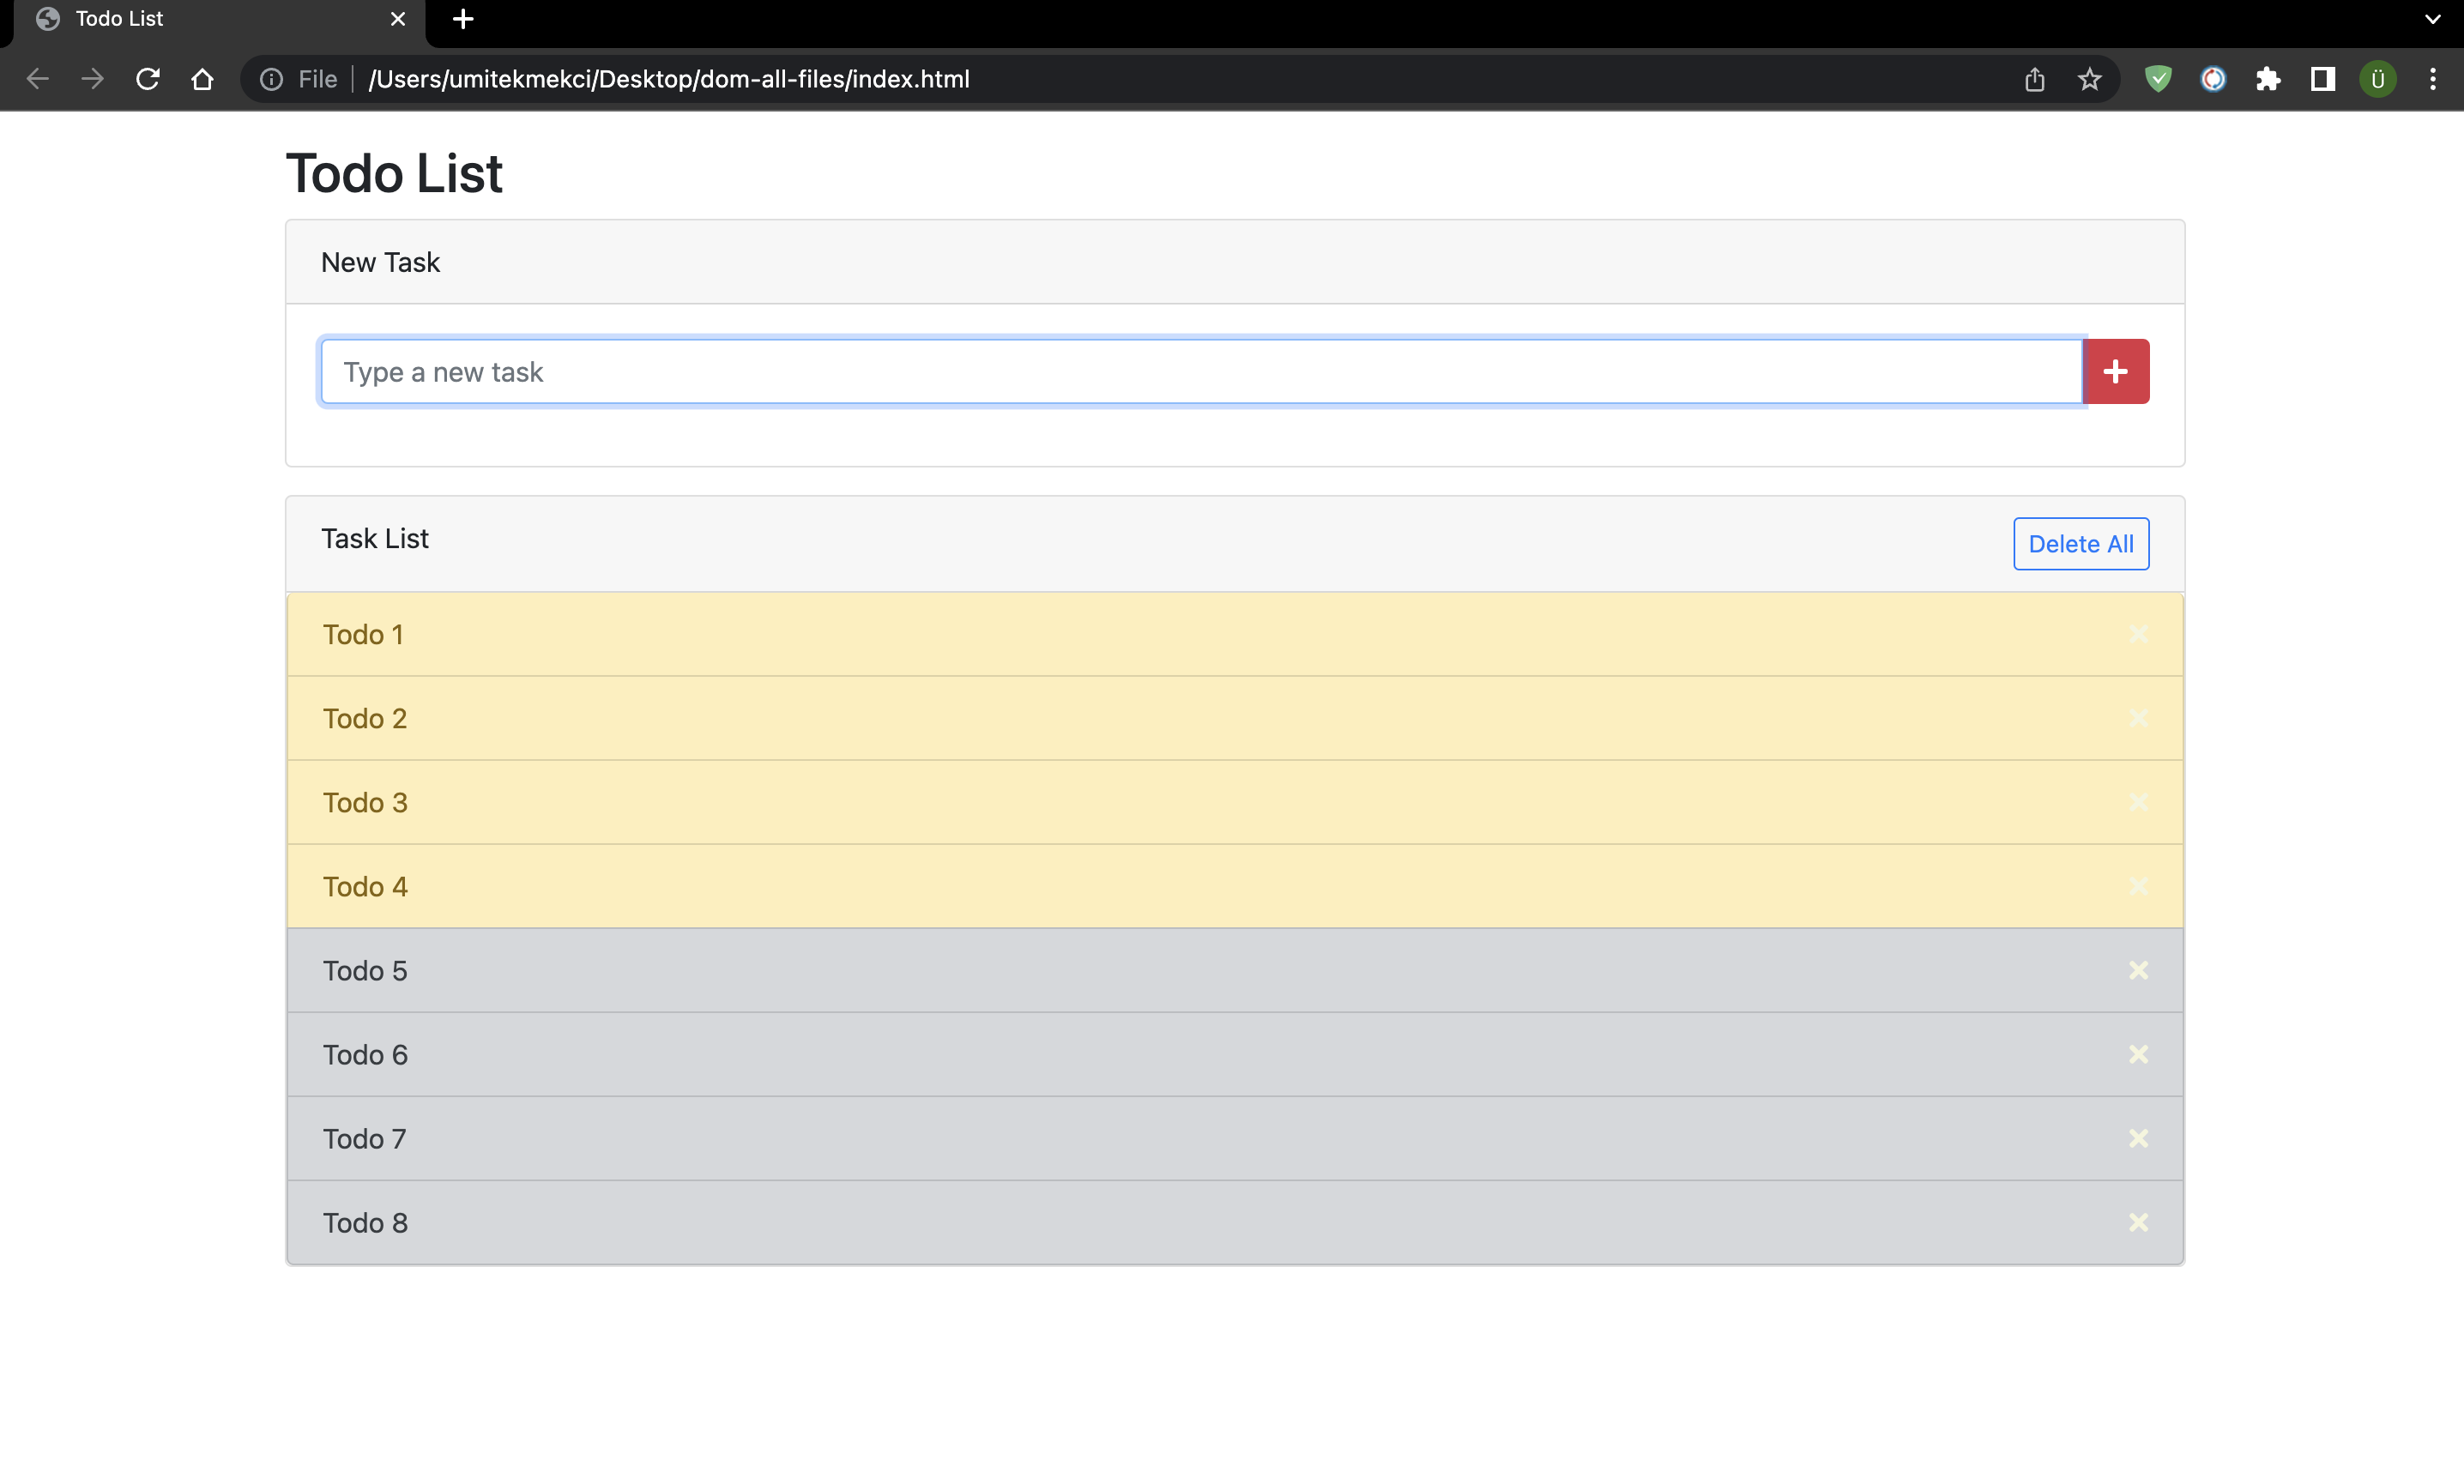 Todo List
File
/Users/umitekmekci/Desktop/dom-all-files/index.html
Ü
Todo List
New Task
Type a new task
Task List
Delete All
Todo 1
Todo 2
Todo 3
Todo 4
Todo 5
Todo 6
Todo 7
Todo 8